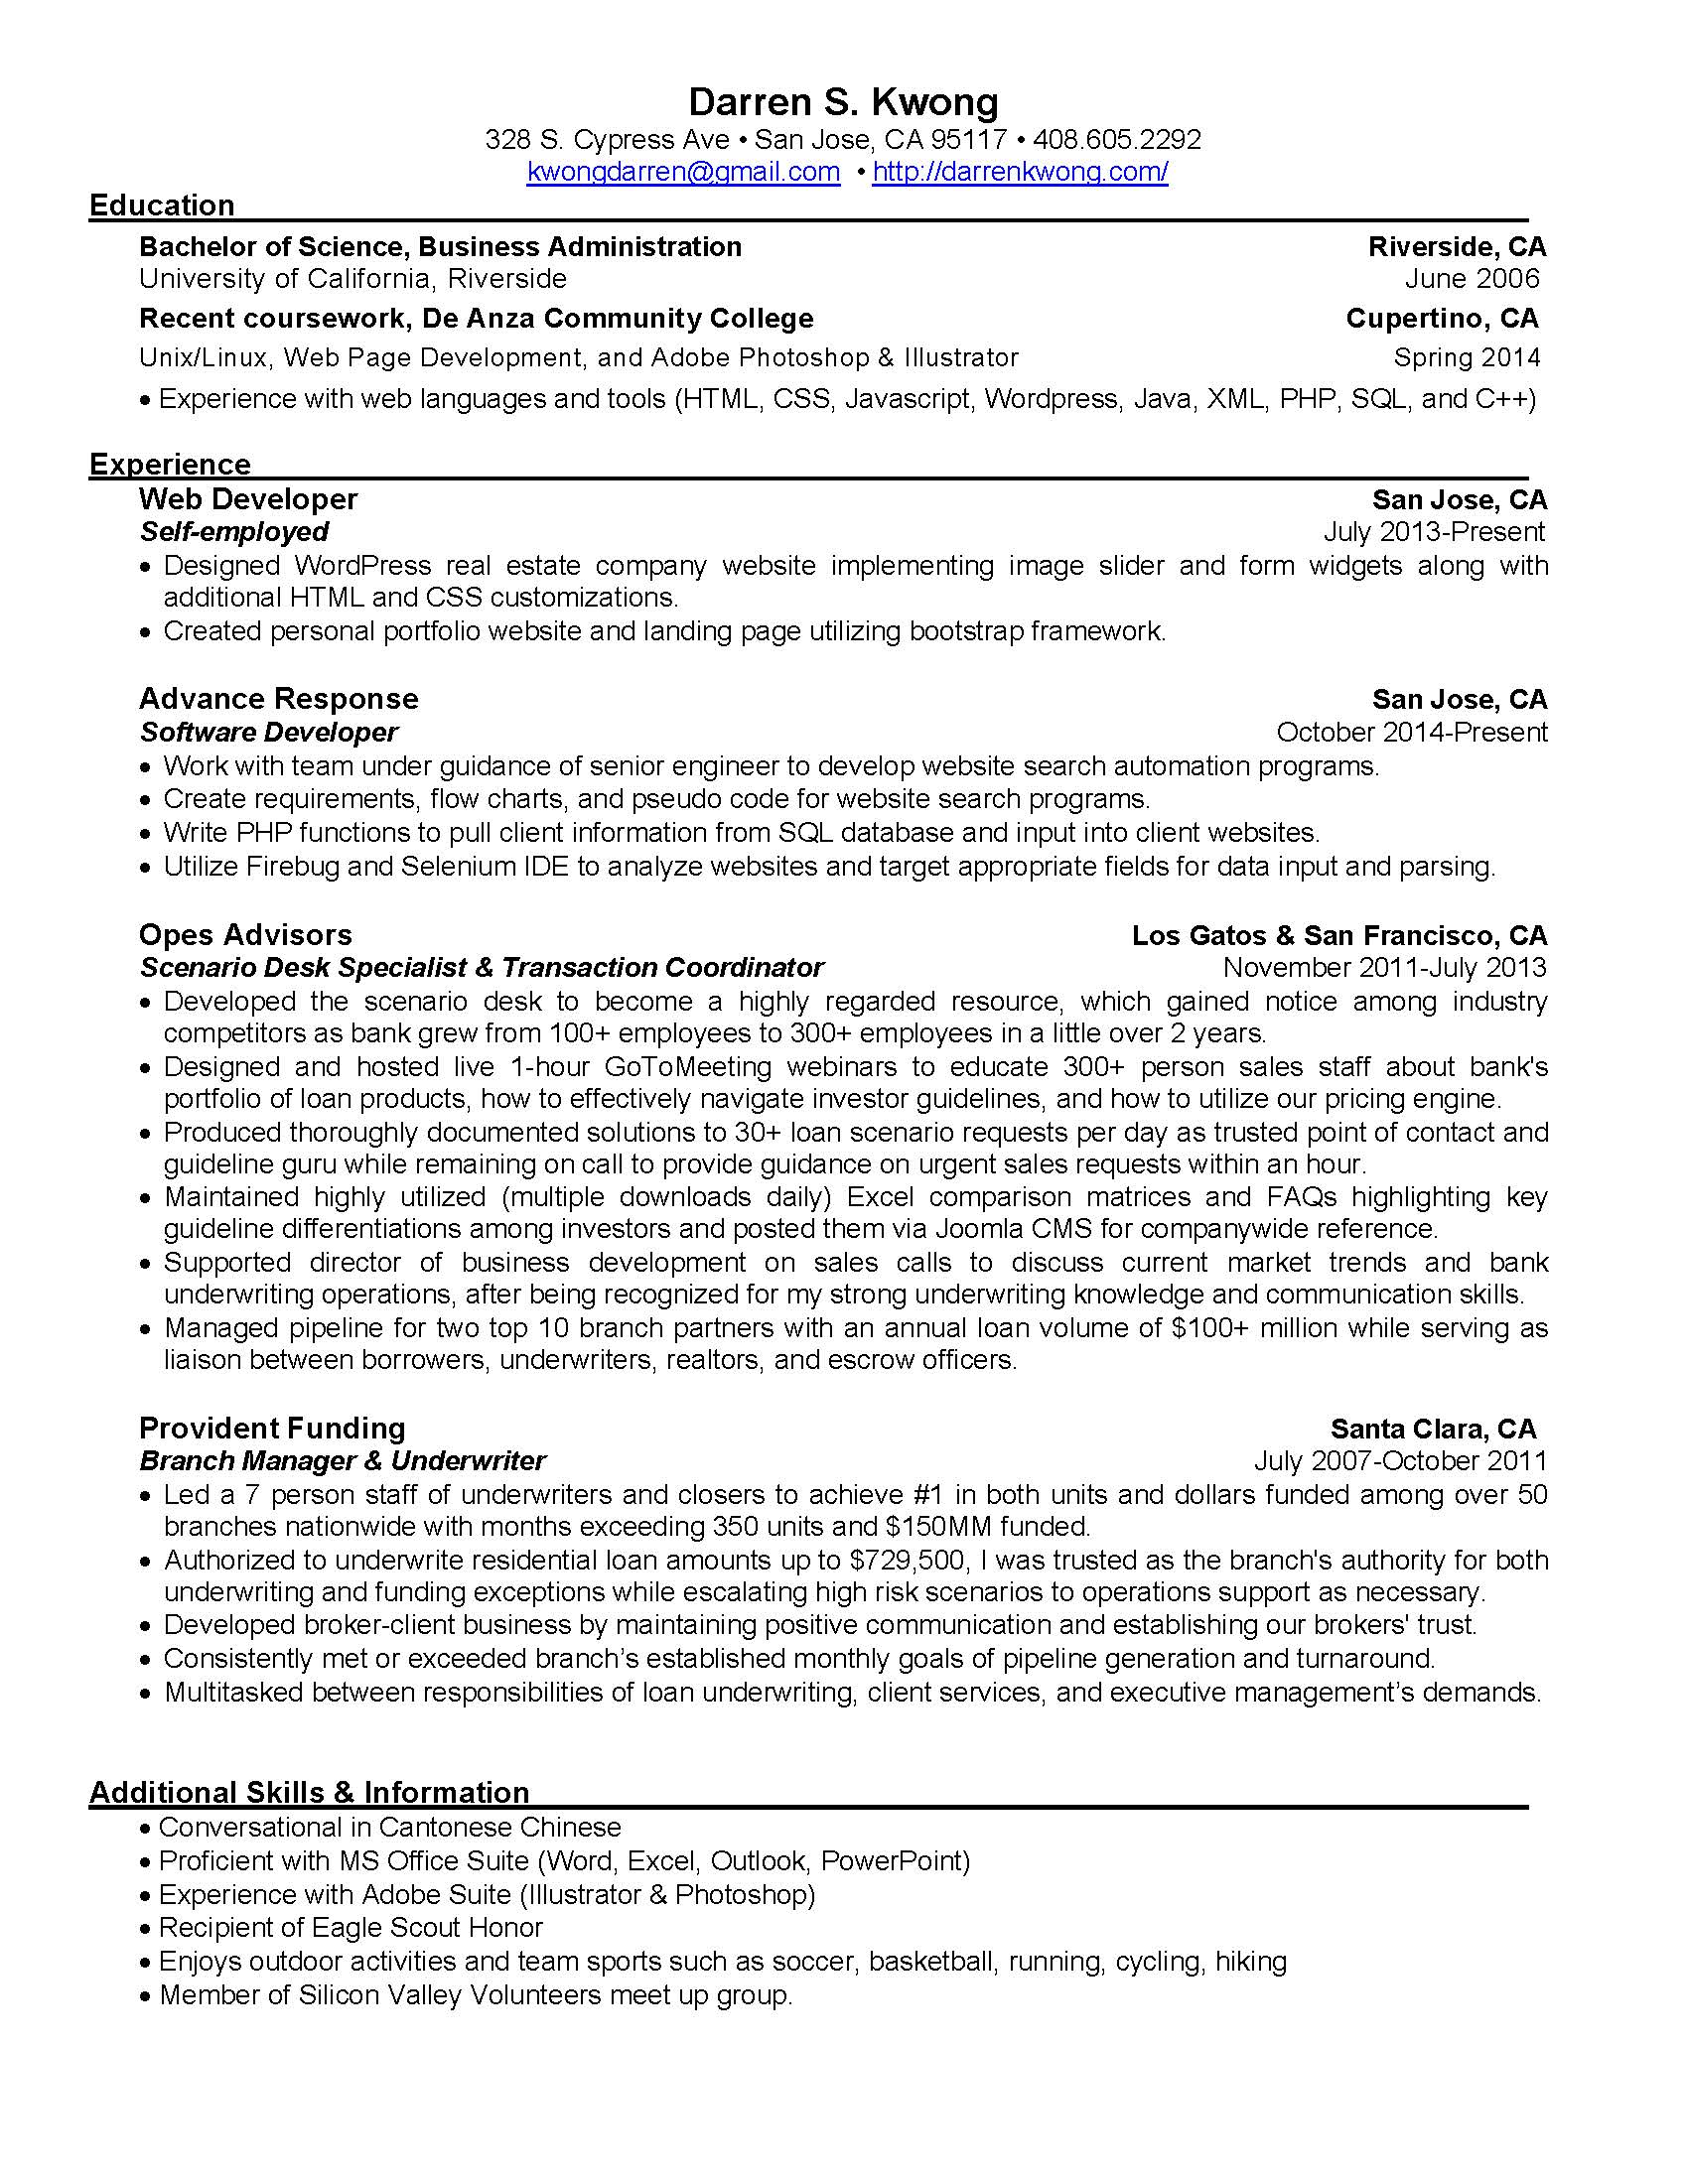 Darren S. Kwong
328 S. Cypress Ave • San Jose, CA 95117 • 408.605.2292
kwongdarren@gmail.com • http://darrenkwong.com/
Education
Bachelor of Science, Business Administration Riverside, CA
University of California, Riverside June 2006
Recent coursework, De Anza Community College Cupertino, CA
Unix/Linux, Web Page Development, and Adobe Photoshop & Illustrator Spring 2014
• Experience with web languages and tools (HTML, CSS, Javascript, Wordpress, Java, XML, PHP, SQL, and C++)
Experience
Web Developer San Jose, CA
Self-employed July 2013-Present
• Designed WordPress real estate company website implementing image slider and form widgets along with
additional HTML and CSS customizations.
• Created personal portfolio website and landing page utilizing bootstrap framework.
Advance Response San Jose, CA
Software Developer October 2014-Present
• Work with team under guidance of senior engineer to develop website search automation programs.
• Create requirements, flow charts, and pseudo code for website search programs.
• Write PHP functions to pull client information from SQL database and input into client websites.
• Utilize Firebug and Selenium IDE to analyze websites and target appropriate fields for data input and parsing.
Opes Advisors Los Gatos & San Francisco, CA
Scenario Desk Specialist & Transaction Coordinator November 2011-July 2013
• Developed the scenario desk to become a highly regarded resource, which gained notice among industry
competitors as bank grew from 100+ employees to 300+ employees in a little over 2 years.
• Designed and hosted live 1-hour GoToMeeting webinars to educate 300+ person sales staff about bank's
portfolio of loan products, how to effectively navigate investor guidelines, and how to utilize our pricing engine.
• Produced thoroughly documented solutions to 30+ loan scenario requests per day as trusted point of contact and
guideline guru while remaining on call to provide guidance on urgent sales requests within an hour.
• Maintained highly utilized (multiple downloads daily) Excel comparison matrices and FAQs highlighting key
guideline differentiations among investors and posted them via Joomla CMS for companywide reference.
• Supported director of business development on sales calls to discuss current market trends and bank
underwriting operations, after being recognized for my strong underwriting knowledge and communication skills.
• Managed pipeline for two top 10 branch partners with an annual loan volume of $100+ million while serving as
liaison between borrowers, underwriters, realtors, and escrow officers.
Provident Funding Santa Clara, CA
Branch Manager & Underwriter July 2007-October 2011
• Led a 7 person staff of underwriters and closers to achieve #1 in both units and dollars funded among over 50
branches nationwide with months exceeding 350 units and $150MM funded.
• Authorized to underwrite residential loan amounts up to $729,500, I was trusted as the branch's authority for both
underwriting and funding exceptions while escalating high risk scenarios to operations support as necessary.
• Developed broker-client business by maintaining positive communication and establishing our brokers' trust.
• Consistently met or exceeded branch’s established monthly goals of pipeline generation and turnaround.
• Multitasked between responsibilities of loan underwriting, client services, and executive management’s demands.
Additional Skills & Information
• Conversational in Cantonese Chinese
• Proficient with MS Office Suite (Word, Excel, Outlook, PowerPoint)
• Experience with Adobe Suite (Illustrator & Photoshop)
• Recipient of Eagle Scout Honor
• Enjoys outdoor activities and team sports such as soccer, basketball, running, cycling, hiking
• Member of Silicon Valley Volunteers meet up group.